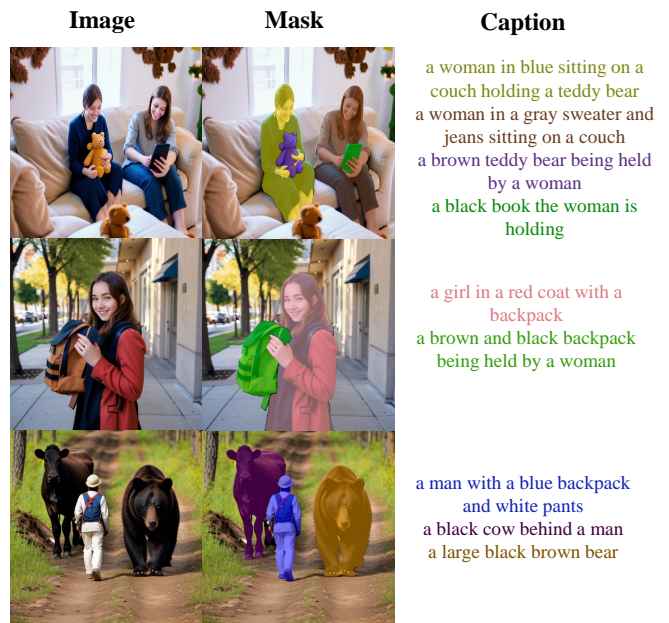 Image Mask Caption
a woman in blue sitting on a
couch holding a teddy bear
a woman in a gray sweater and
jeans sitting on a couch
a brown teddy bear being held
by a woman
a black book the woman is
holding
a girl in a red coat with a
backpack
a brown and black backpack
being held by a woman
a man with a blue backpack
and white pants
a black cow behind a man
a large black brown bear